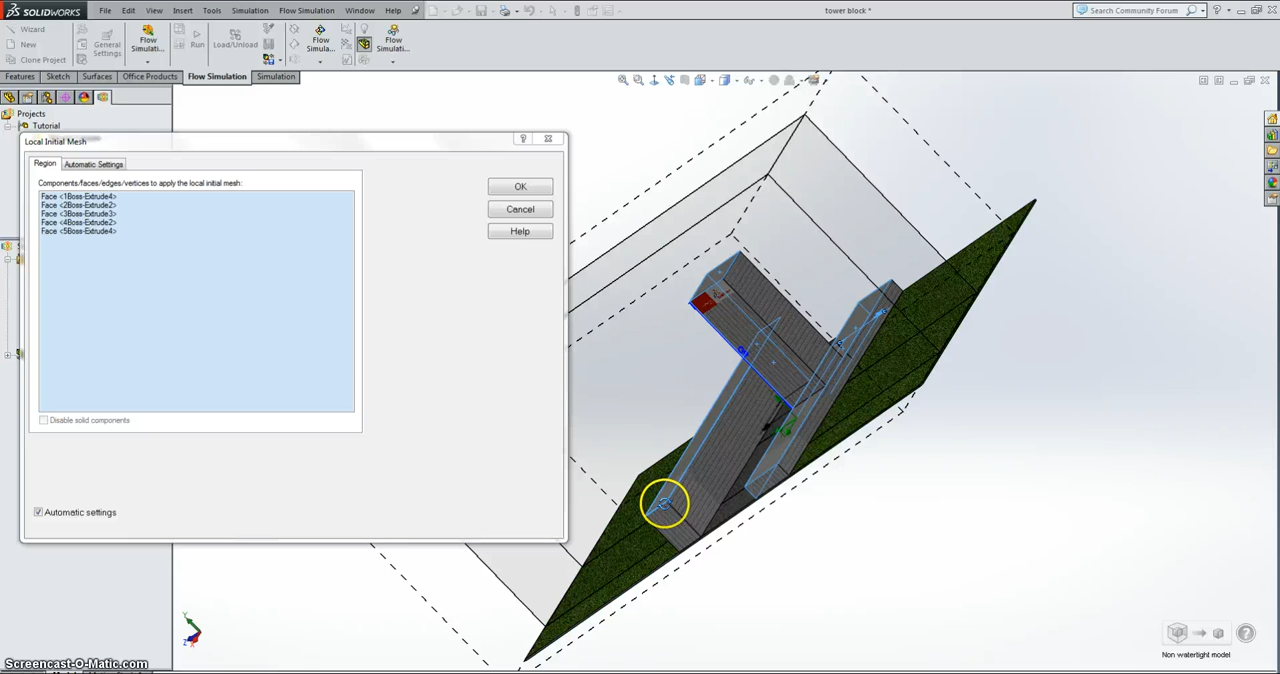 SOLIDWORKS File Edit View Insert Tools Simulation Flow Simulation Window Help tower block * Search Community Forum
Wizard
New
Clone Project
General Settings
Flow Simulati...
Run
Load/Unload
Flow Simula...
Flow Simulati...
Features Sketch Surfaces Office Products Flow Simulation Simulation
Projects
Tutorial
Local Initial Mesh
Region Automatic Settings
Components/faces/edges/vertices to apply the local initial mesh:
Face <1Boss-Extrude4>
Face <2Boss-Extrude2>
Face <3Boss-Extrude3>
Face <4Boss-Extrude2>
Face <5Boss-Extrude4>
OK
Cancel
Help
Disable solid components
Automatic settings
Non watertight model
Screencast-O-Matic.com